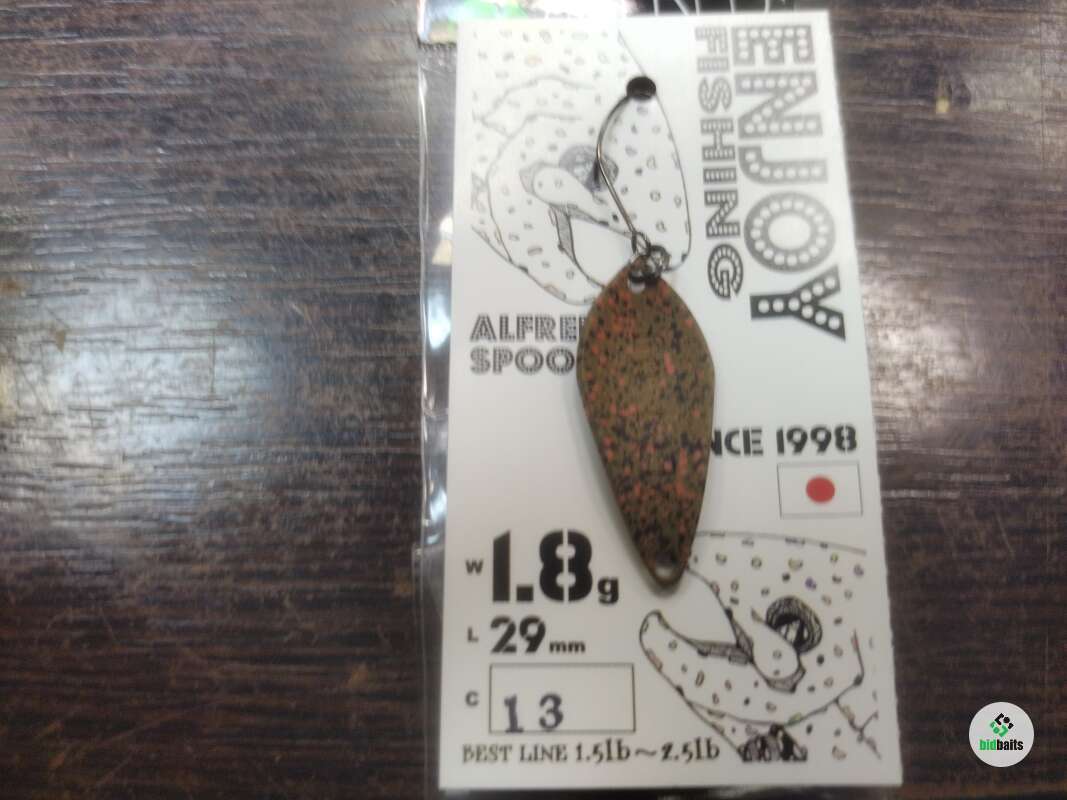 ENJOY
FISHING
ALFRE
SPOO
NCE 1998
W 1.8g
L 29mm
C 13
BEST LINE 1.5lb～2.5lb
bidbaits